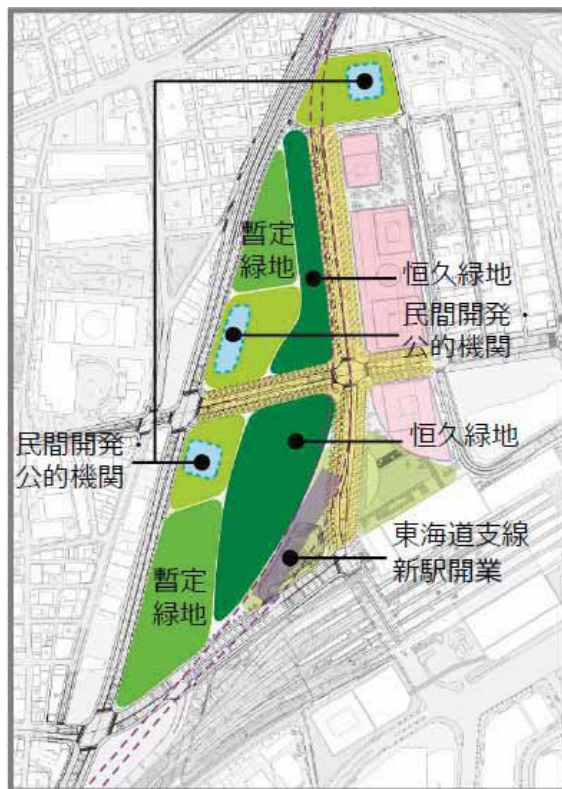 暫定
緑地
恒久緑地
民間開発・
公的機関
民間開発・
公的機関
恒久緑地
東海道支線
新駅開業
暫定
緑地